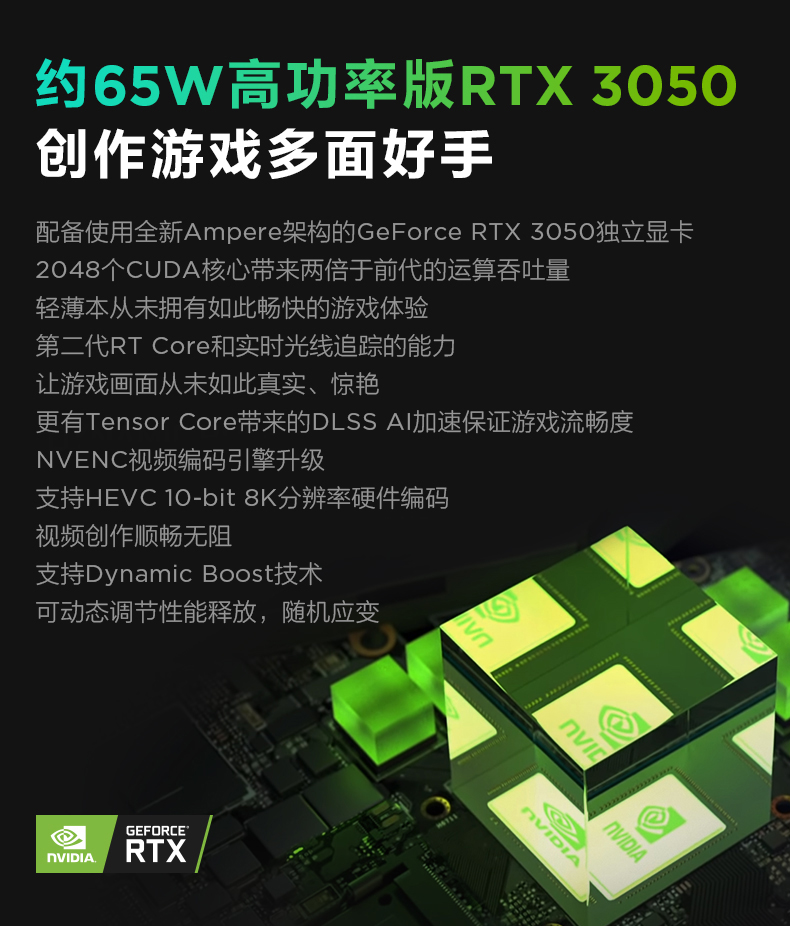 约65W高功率版RTX 3050
创作游戏多面好手
配备使用全新Ampere架构的GeForce RTX 3050独立显卡
2048个CUDA核心带来两倍于前代的运算吞吐量
轻薄本从未拥有如此畅快的游戏体验
第二代RT Core和实时光线追踪的能力
让游戏画面从未如此真实、惊艳
更有Tensor Core带来的DLSS AI加速保证游戏流畅度
NVENC视频编码引擎升级
支持HEVC 10-bit 8K分辨率硬件编码
视频创作顺畅无阻
支持Dynamic Boost技术
可动态调节性能释放，随机应变
NVIDIA
NVIDIA
NVIDIA
NVIDIA.
GEFORCE
RTX